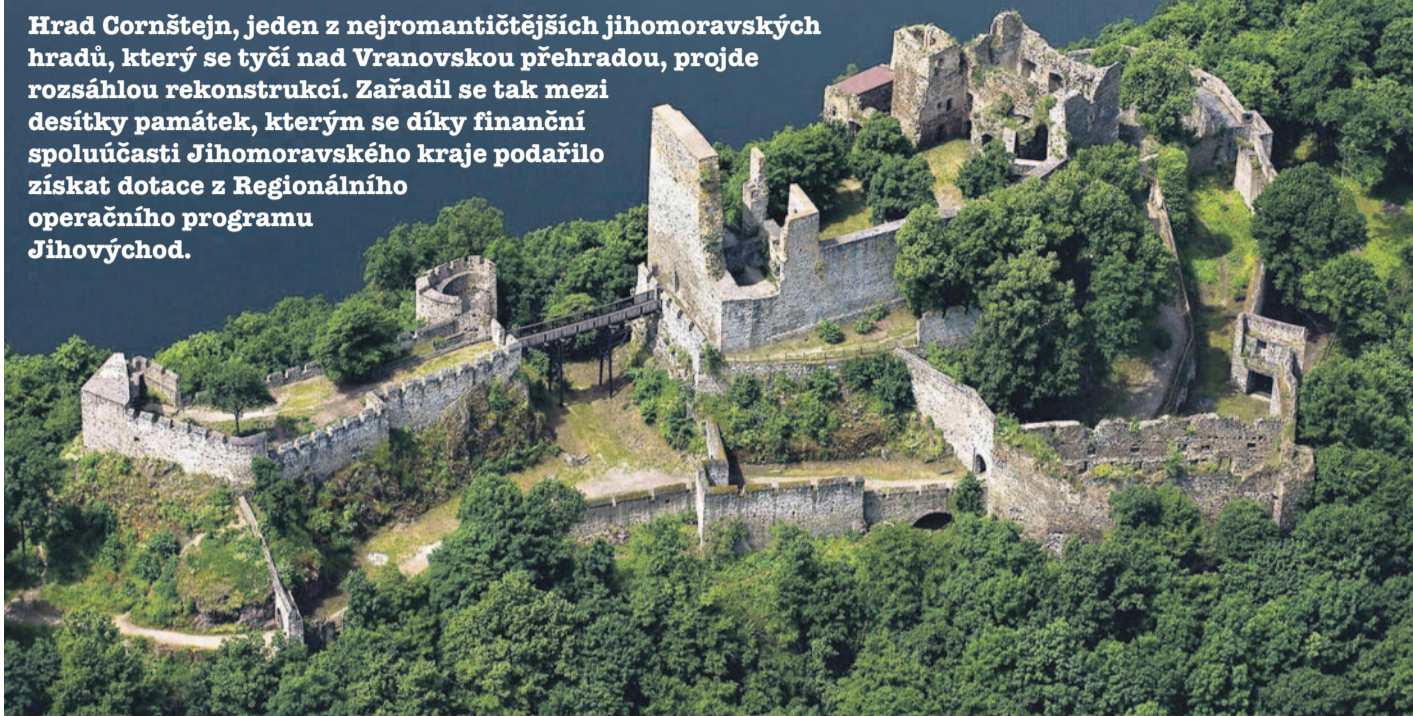 Hrad Cornštejn, jeden z nejromantičtějších jihomoravských
hradů, který se tyčí nad Vranovskou přehradou, projde
rozsáhlou rekonstrukcí. Zařadil se tak mezi
desítky památek, kterým se díky finanční
spoluúčasti Jihomoravského kraje podařilo
získat dotace z Regionálního
operačního programu
Jihovýchod.